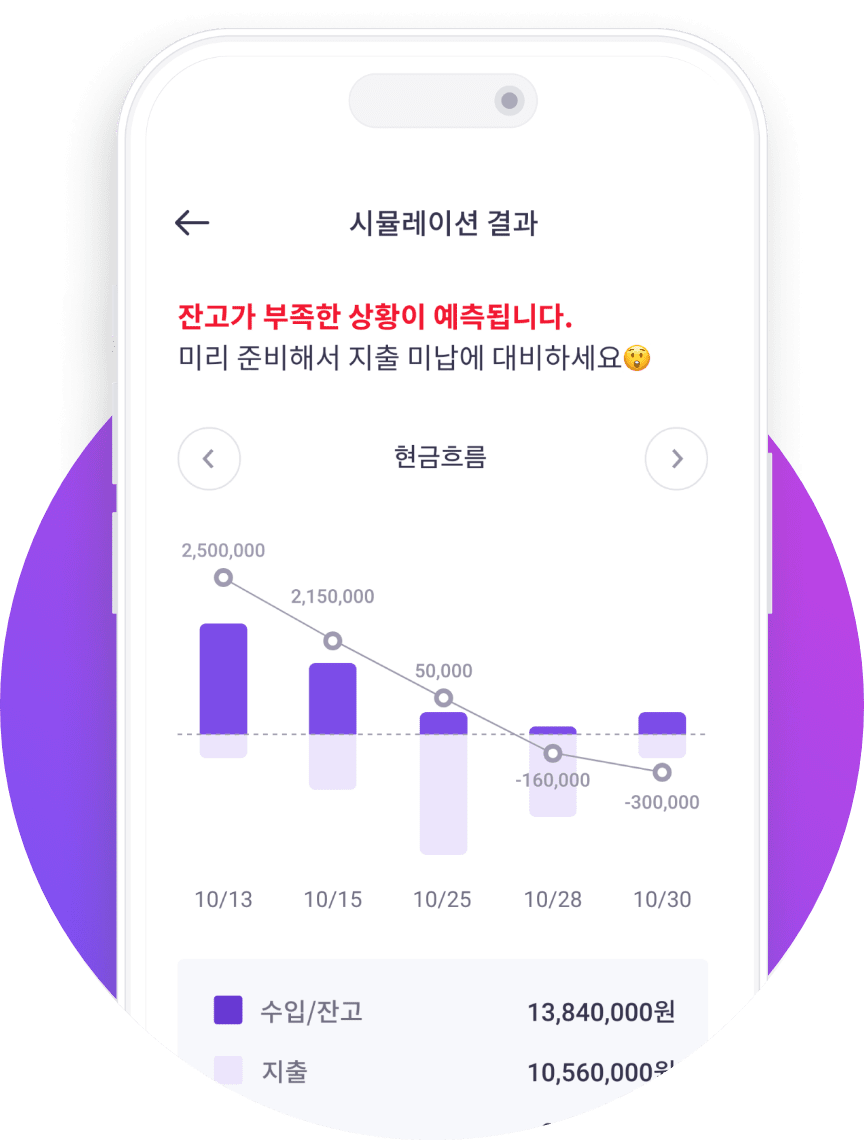 시뮬레이션 결과
잔고가 부족한 상황이 예측됩니다.
미리 준비해서 지출 미납에 대비하세요😲
현금흐름
2,500,000
2,150,000
50,000
-160,000
-300,000
10/13 10/15 10/25 10/28 10/30
수입/잔고 13,840,000원
지출 10,560,000원